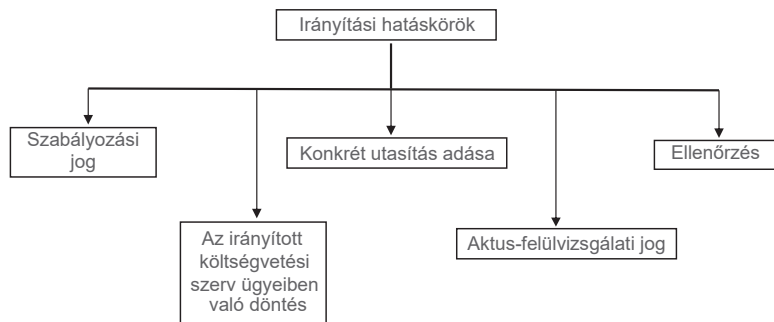 Irányítási hatáskörök
Szabályozási
jog
Az irányított
költségvetési
szerv ügyeiben
való döntés
Konkrét utasítás adása
Aktus-felülvizsgálati jog
Ellenőrzés